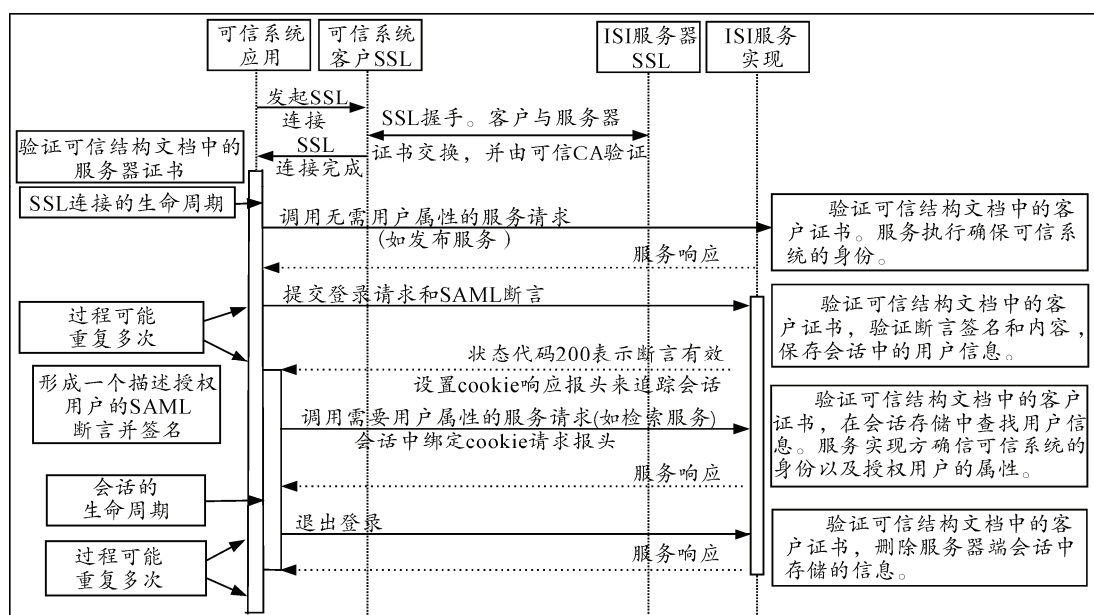 可信系统
应用
可信系统
客户SSL
ISI服务器
SSL
ISI服务
实现
发起SSL
连接
SSL握手。客户与服务器
证书交换，并由可信CA验证
SSL
连接完成
验证可信结构文档中的
服务器证书
SSL连接的生命周期
调用无需用户属性的服务请求
(如发布服务)
验证可信结构文档中的客
户证书。服务执行确保可信系
统的身份。
服务响应
提交登录请求和SAML断言
验证可信结构文档中的客
户证书，验证断言签名和内容，
保存会话中的用户信息。
过程可能
重复多次
状态代码200表示断言有效
设置cookie响应报头来追踪会话
形成一个描述授权
用户的SAML
断言并签名
调用需要用户属性的服务请求(如检索服务)
会话中绑定cookie请求报头
验证可信结构文档中的客户
证书，在会话存储中查找用户信
息。服务实现方确信可信系统的
身份以及授权用户的属性。
服务响应
会话的
生命周期
退出登录
验证可信结构文档中的客
户证书，删除服务器端会话中
存储的信息。
过程可能
重复多次
服务响应